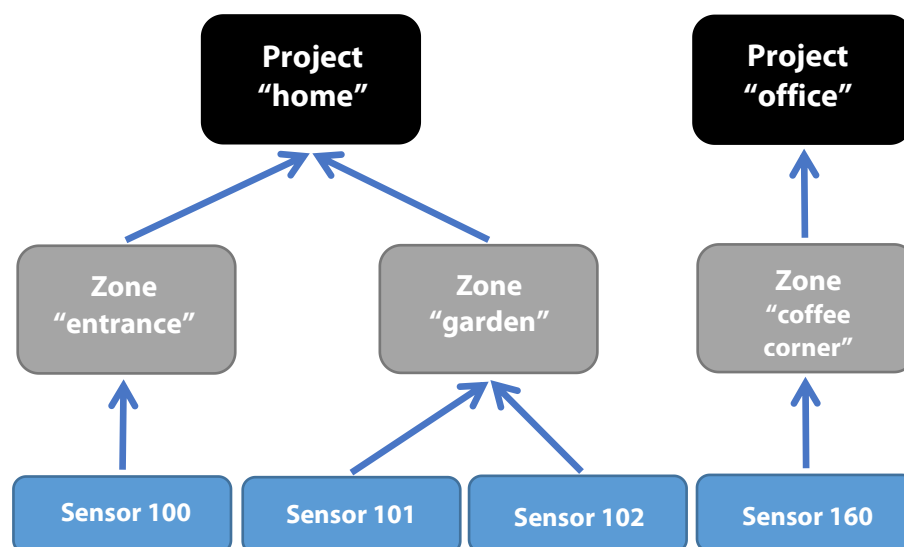 Project
“home”
Project
“office”
Zone
“entrance”
Zone
“garden”
Zone
“coffee
corner”
Sensor 100
Sensor 101
Sensor 102
Sensor 160